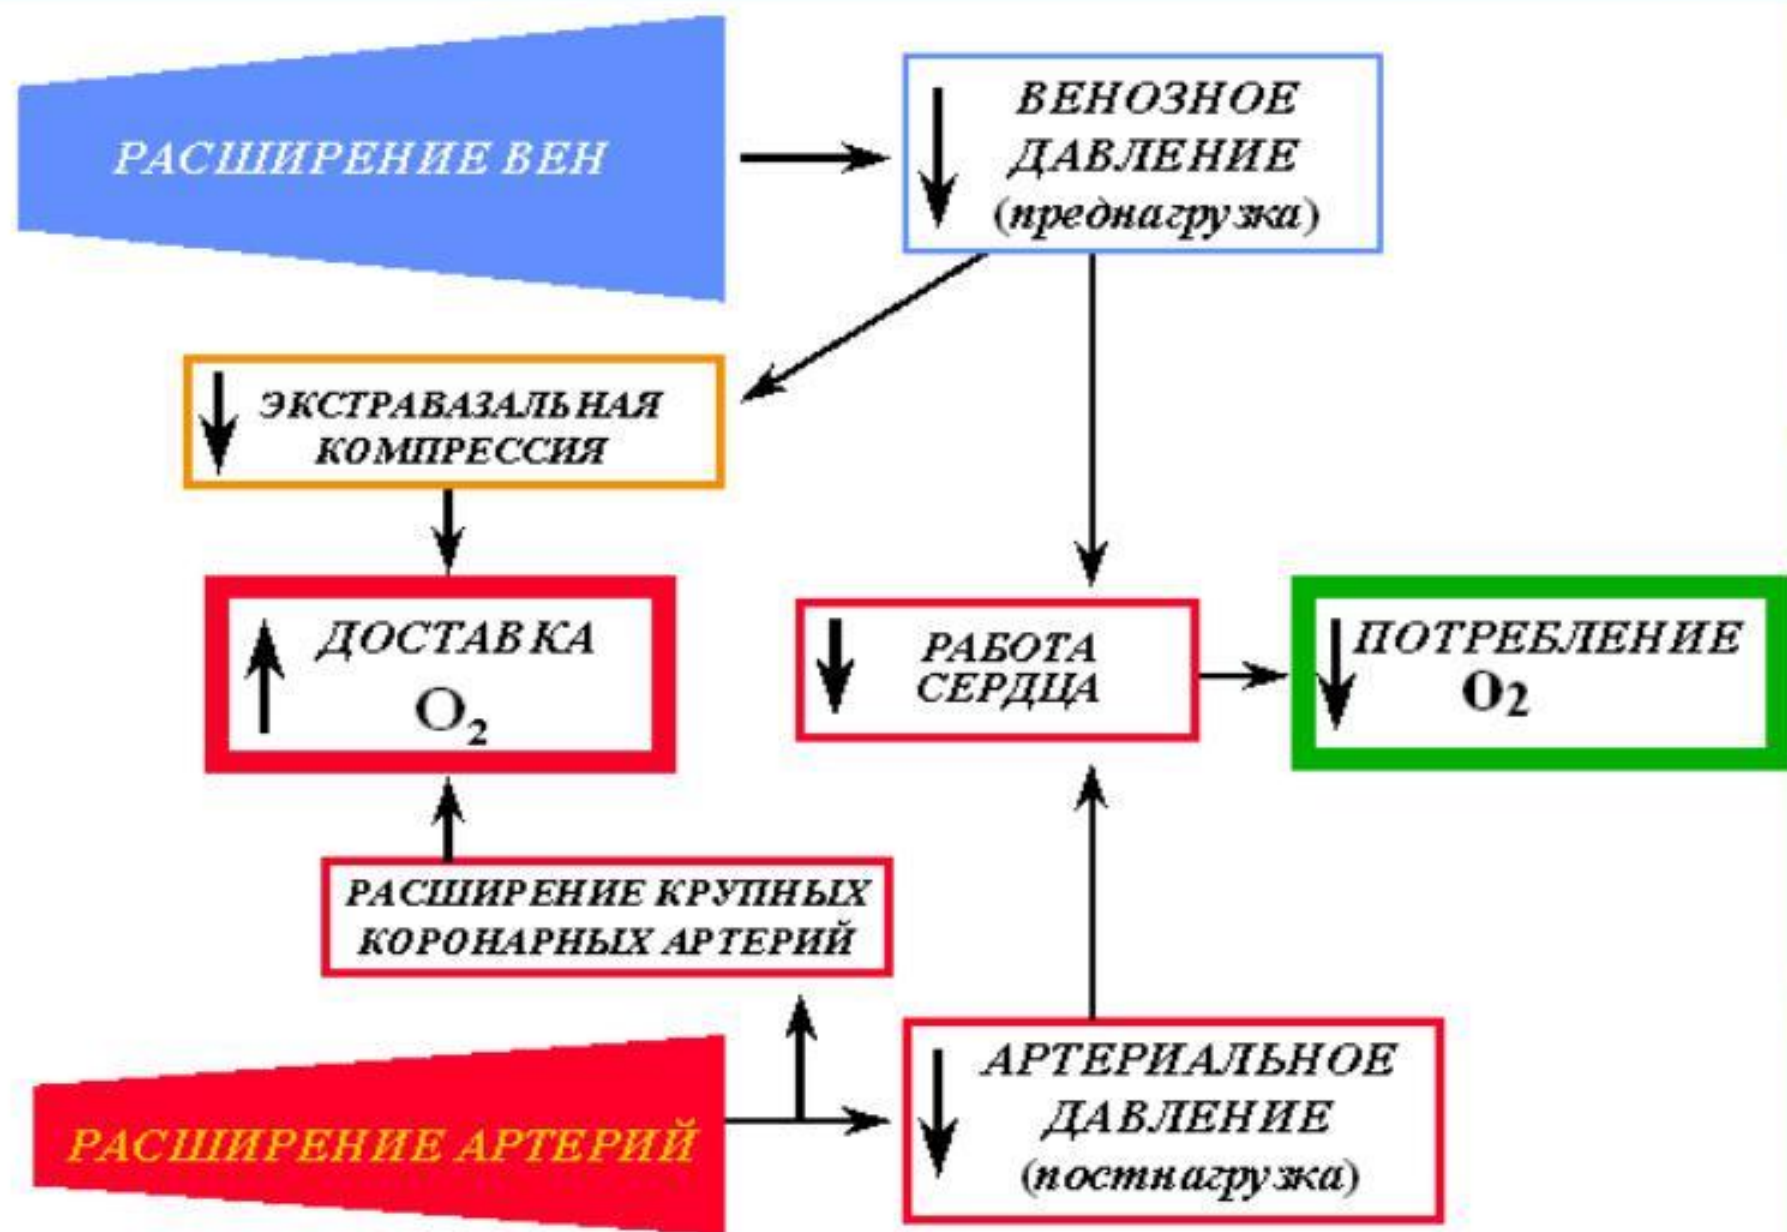 РАСШИРЕНИЕ ВЕН
ВЕНОЗНОЕ
ДАВЛЕНИЕ
(преднагрузка)
ЭКСТРАВАЗАЛЬНАЯ
КОМПРЕССИЯ
ДОСТАВКА
O₂
РАБОТА
СЕРДЦА
ПОТРЕБЛЕНИЕ
O2
РАСШИРЕНИЕ КРУПНЫХ
КОРОНАРНЫХ АРТЕРИЙ
РАСШИРЕНИЕ АРТЕРИЙ
АРТЕРИАЛЬНОЕ
ДАВЛЕНИЕ
(постнагрузка)